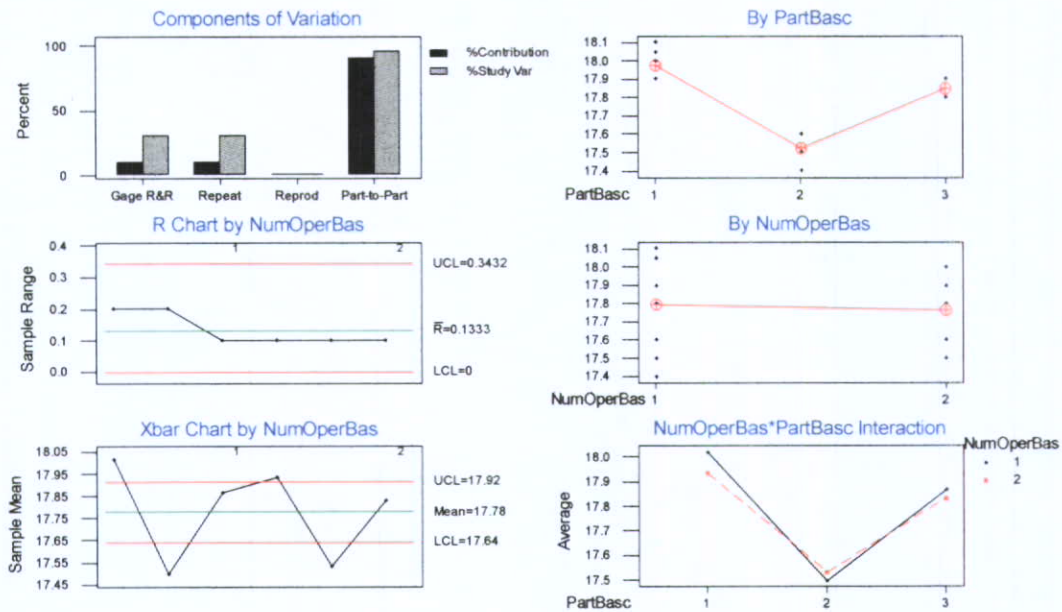 Components of Variation
100
50
0
Percent
%Contribution
%Study Var
Gage R&R Repeat Reprod Part-to-Part
By PartBasc
18.1
18.0
17.9
17.8
17.7
17.6
17.5
17.4
PartBasc 1 2 3
R Chart by NumOperBas
0.4
0.3
0.2
0.1
0.0
Sample Range
1 2
UCL=0.3432
R=0.1333
LCL=0
By NumOperBas
18.1
18.0
17.9
17.8
17.7
17.6
17.5
17.4
NumOperBas 1 2
Xbar Chart by NumOperBas
18.05
17.95
17.85
17.75
17.65
17.55
17.45
Sample Mean
1 2
UCL=17.92
Mean=17.78
LCL=17.64
NumOperBas*PartBasc Interaction
NumOperBas
1
2
18.0
17.9
17.8
17.7
17.6
17.5
Average
PartBasc 1 2 3